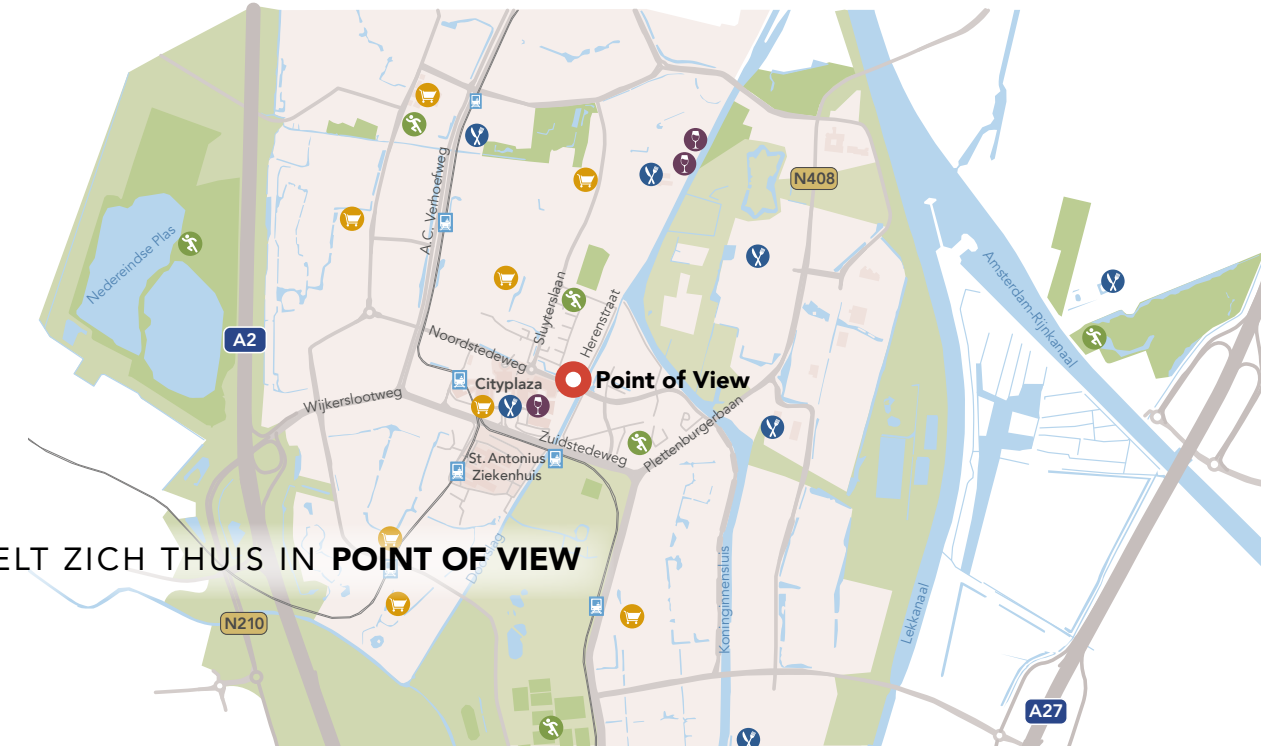 N408
A.C. Verhoefweg
Nedereindse Plas
Amsterdam-Rijnkanaal
Sluyterslaan
Herenstraat
A2
Noordstedeweg
Cityplaza
Point of View
Wijkerslootweg
Plettenburgerbaan
Zuidstedeweg
St. Antonius
Ziekenhuis
ELT ZICH THUIS IN POINT OF VIEW
Doorslag
Koninginnensluis
Lekkanaal
N210
A27